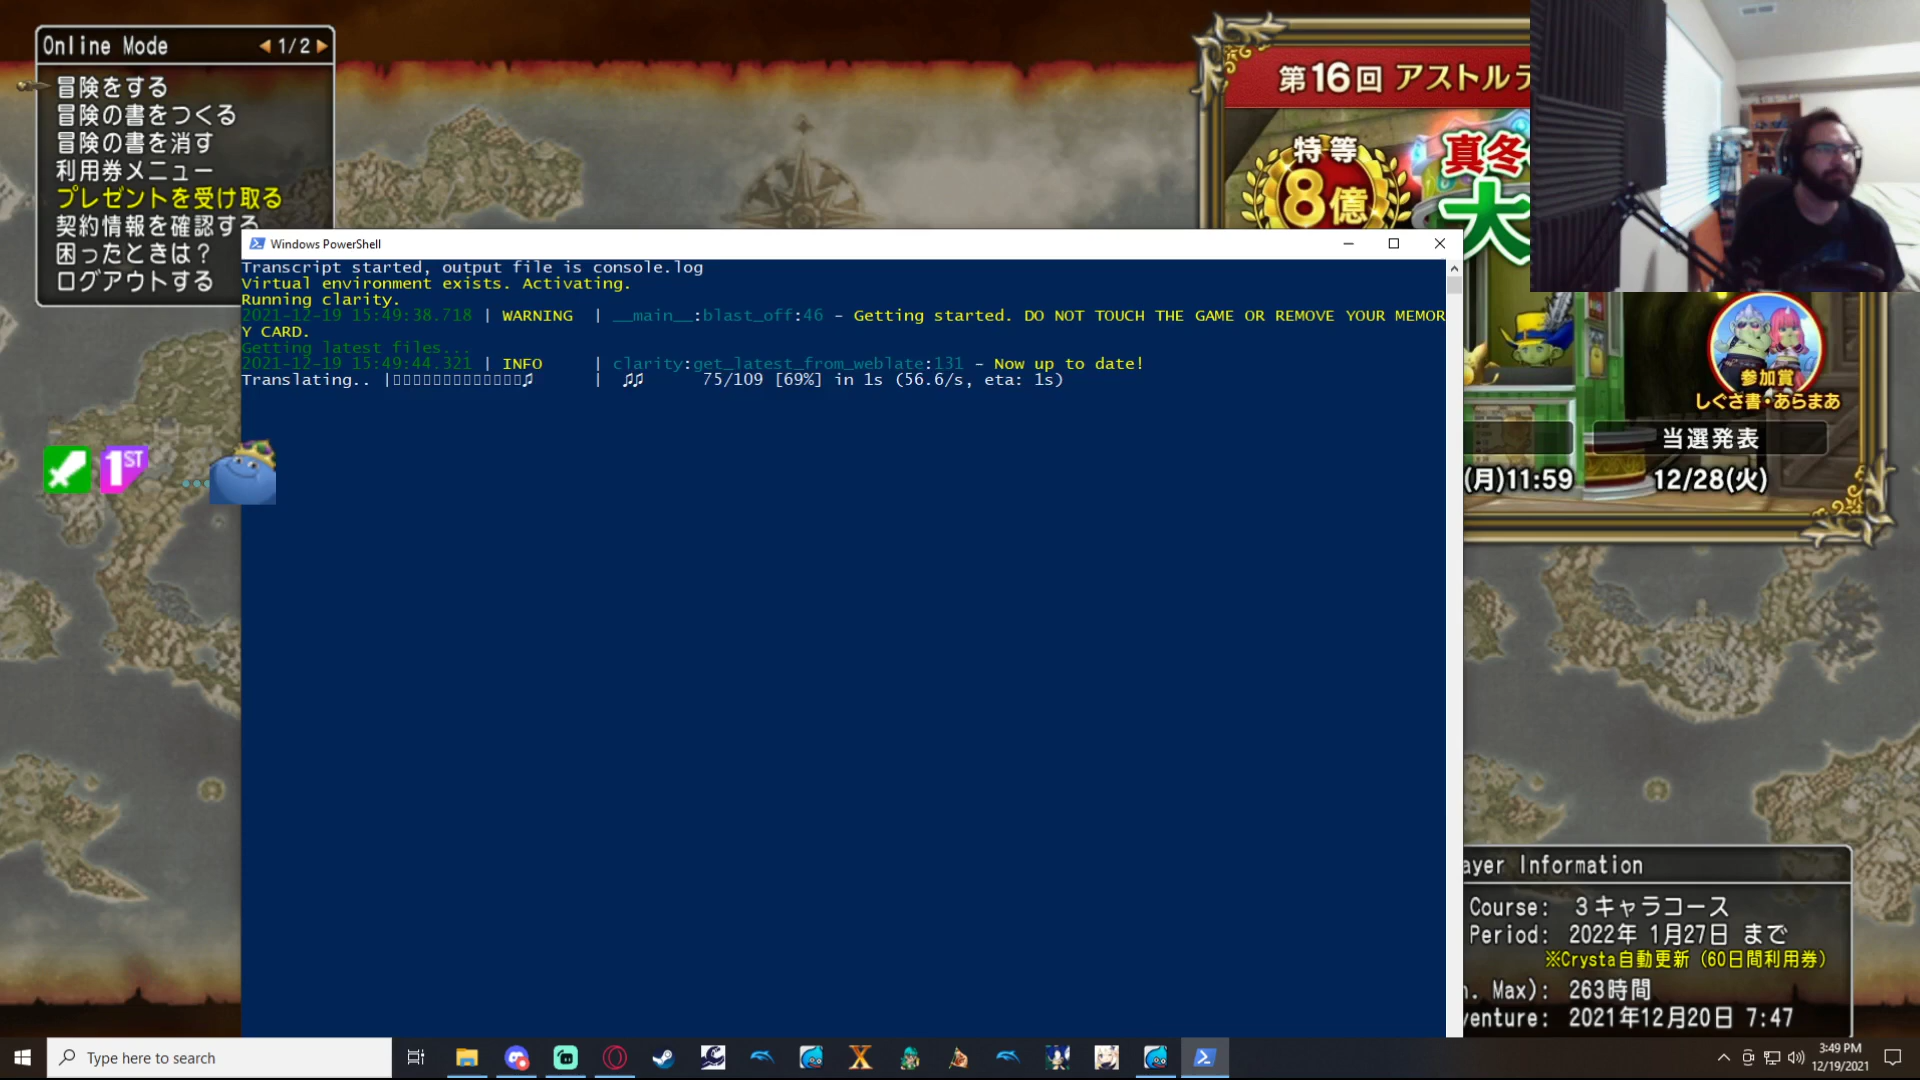 Online Mode
1/2
冒険をする
冒険の書をつくる
冒険の書を消す
利用券メニュー
プレゼントを受け取る
契約情報を確認する
困ったときは？
ログアウトする
第16回 アストルテ
特等
8億
真冬
大
Windows PowerShell
Transcript started, output file is console.log
Virtual environment exists. Activating.
Running clarity.
2021-12-19 15:49:38.718 | WARNING | __main__:blast_off:46 - Getting started. DO NOT TOUCH THE GAME OR REMOVE YOUR MEMOR
Y CARD.
Getting latest files...
2021-12-19 15:49:44.321 | INFO | clarity:get_latest_from_weblate:131 - Now up to date!
Translating.. |▯▯▯▯▯▯▯▯▯▯▯▯▯♫ | ♫♫ 75/109 [69%] in 1s (56.6/s, eta: 1s)
1ST
参加賞
しぐさ書・あらまあ
当選発表
(月)11:59
12/28(火)
ayer Information
Course: 3キャラコース
Period: 2022年 1月27日 まで
※Crysta自動更新（60日間利用券）
. Max): 263時間
venture: 2021年12月20日 7:47
Type here to search
3:49 PM
12/19/2021